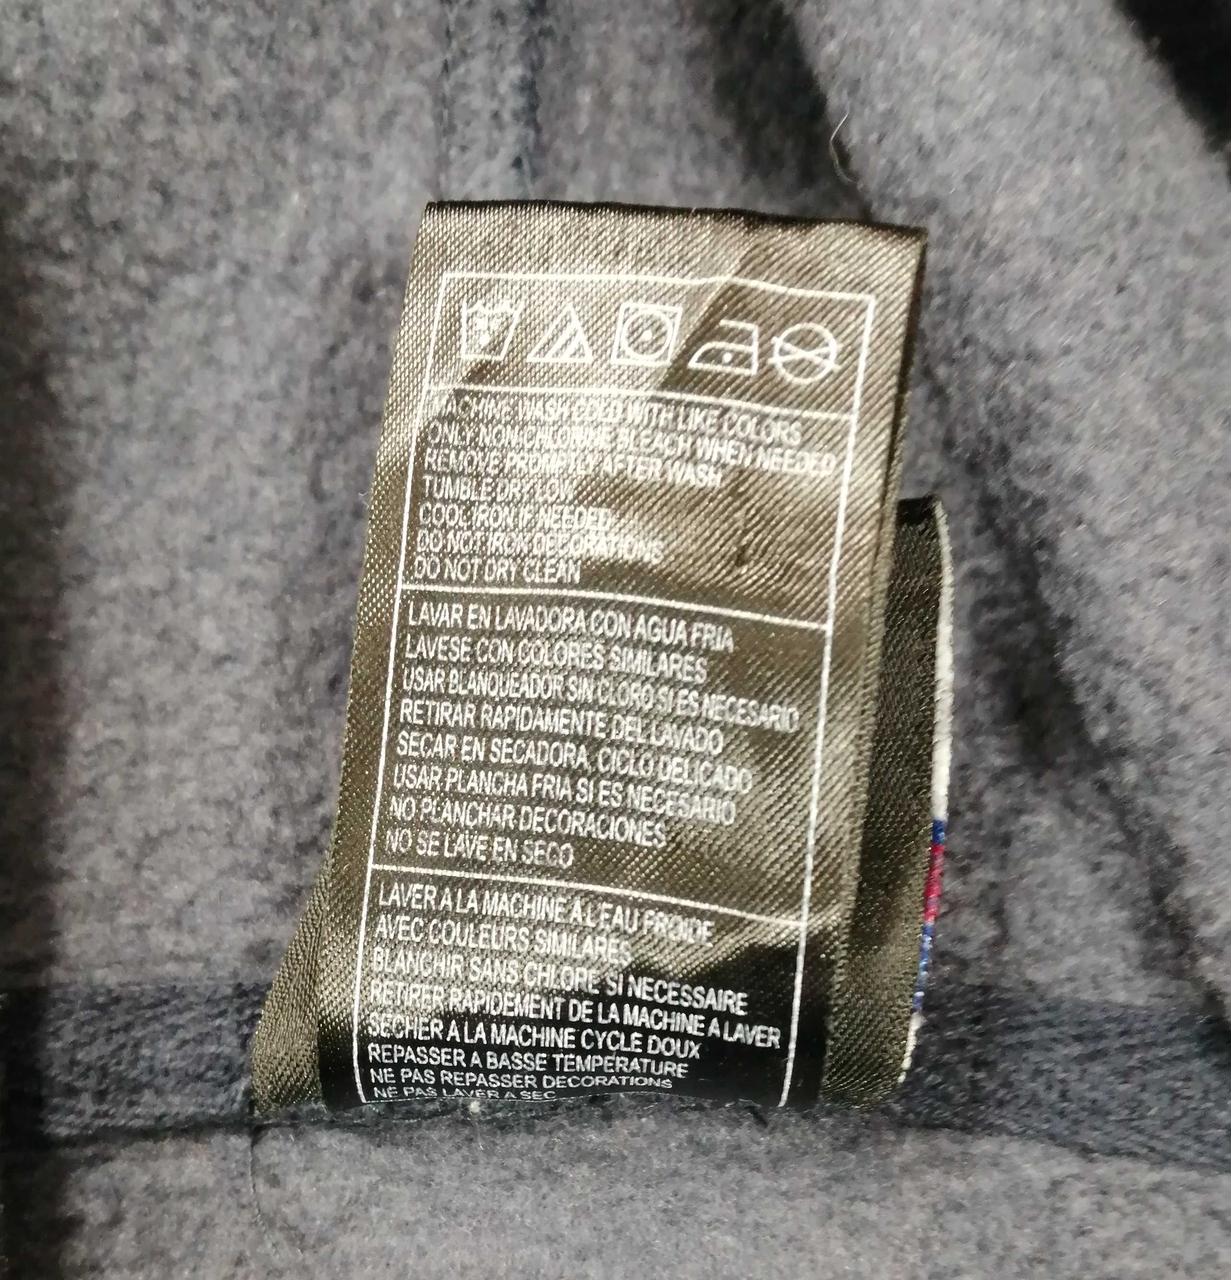 MACHINE WASH COLD WITH LIKE COLORS
ONLY NON-CHLORINE BLEACH WHEN NEEDED
REMOVE PROMPTLY AFTER WASH
TUMBLE DRY LOW
COOL IRON IF NEEDED
DO NOT IRON DECORATIONS
DO NOT DRY CLEAN
LAVAR EN LAVADORA CON AGUA FRIA
LAVESE CON COLORES SIMILARES
USAR BLANQUEADOR SIN CLORO SI ES NECESARIO
RETIRAR RAPIDAMENTE DEL LAVADO
SECAR EN SECADORA, CICLO DELICADO
USAR PLANCHA FRIA SI ES NECESARIO
NO PLANCHAR DECORACIONES
NO SE LAVE EN SECO
LAVER A LA MACHINE A L'EAU FROIDE
AVEC COULEURS SIMILARES
BLANCHIR SANS CHLORE SI NECESSAIRE
RETIRER RAPIDEMENT DE LA MACHINE A LAVER
SECHER A LA MACHINE CYCLE DOUX
REPASSER A BASSE TEMPERATURE
NE PAS REPASSER DECORATIONS
NE PAS LAVER A SEC